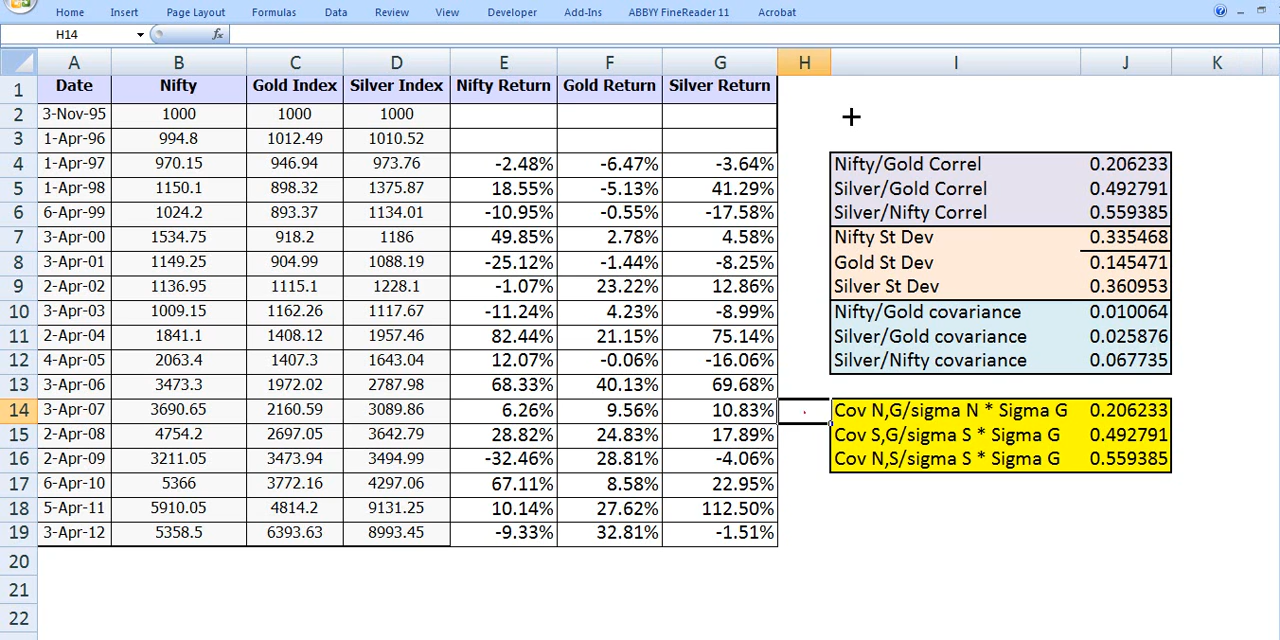 Home Insert Page Layout Formulas Data Review View Developer Add-Ins ABBYY FineReader 11 Acrobat
H14 fx
A B C D E F G H I J K
1 Date Nifty Gold Index Silver Index Nifty Return Gold Return Silver Return
2 3-Nov-95 1000 1000 1000
3 1-Apr-96 994.8 1012.49 1010.52
4 1-Apr-97 970.15 946.94 973.76 -2.48% -6.47% -3.64% Nifty/Gold Correl 0.206233
5 1-Apr-98 1150.1 898.32 1375.87 18.55% -5.13% 41.29% Silver/Gold Correl 0.492791
6 6-Apr-99 1024.2 893.37 1134.01 -10.95% -0.55% -17.58% Silver/Nifty Correl 0.559385
7 3-Apr-00 1534.75 918.2 1186 49.85% 2.78% 4.58% Nifty St Dev 0.335468
8 3-Apr-01 1149.25 904.99 1088.19 -25.12% -1.44% -8.25% Gold St Dev 0.145471
9 2-Apr-02 1136.95 1115.1 1228.1 -1.07% 23.22% 12.86% Silver St Dev 0.360953
10 3-Apr-03 1009.15 1162.26 1117.67 -11.24% 4.23% -8.99% Nifty/Gold covariance 0.010064
11 2-Apr-04 1841.1 1408.12 1957.46 82.44% 21.15% 75.14% Silver/Gold covariance 0.025876
12 4-Apr-05 2063.4 1407.3 1643.04 12.07% -0.06% -16.06% Silver/Nifty covariance 0.067735
13 3-Apr-06 3473.3 1972.02 2787.98 68.33% 40.13% 69.68%
14 3-Apr-07 3690.65 2160.59 3089.86 6.26% 9.56% 10.83% Cov N,G/sigma N * Sigma G 0.206233
15 2-Apr-08 4754.2 2697.05 3642.79 28.82% 24.83% 17.89% Cov S,G/sigma S * Sigma G 0.492791
16 2-Apr-09 3211.05 3473.94 3494.99 -32.46% 28.81% -4.06% Cov N,S/sigma S * Sigma G 0.559385
17 6-Apr-10 5366 3772.16 4297.06 67.11% 8.58% 22.95%
18 5-Apr-11 5910.05 4814.2 9131.25 10.14% 27.62% 112.50%
19 3-Apr-12 5358.5 6393.63 8993.45 -9.33% 32.81% -1.51%
20
21
22